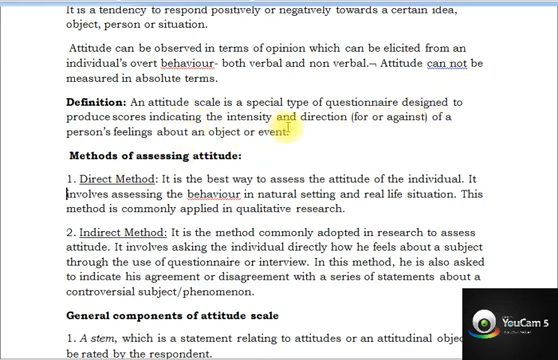 It is a tendency to respond positively or negatively towards a certain idea,
object, person or situation.
Attitude can be observed in terms of opinion which can be elicited from an
individual's overt behaviour- both verbal and non verbal.¬ Attitude can not be
measured in absolute terms.
Definition: An attitude scale is a special type of questionnaire designed to
produce scores indicating the intensity and direction (for or against) of a
person's feelings about an object or event.
Methods of assessing attitude:
1. Direct Method: It is the best way to assess the attitude of the individual. It
involves assessing the behaviour in natural setting and real life situation. This
method is commonly applied in qualitative research.
2. Indirect Method: It is the method commonly adopted in research to assess
attitude. It involves asking the individual directly how he feels about a subject
through the use of questionnaire or interview. In this method, he is also asked
to indicate his agreement or disagreement with a series of statements about a
controversial subject/phenomenon.
General components of attitude scale
1. A stem, which is a statement relating to attitudes or an attitudinal
be rated by the respondent.
YouCam 5